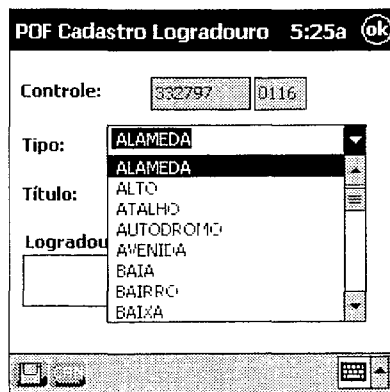 POF Cadastro Logradouro 5:25a ok
Controle: 332797 0116
Tipo: ALAMEDA
ALAMEDA
Título: ALTO
ATALHO
AUTODROMO
Logradou AVENIDA
BAIA
BAIRRO
BAIXA